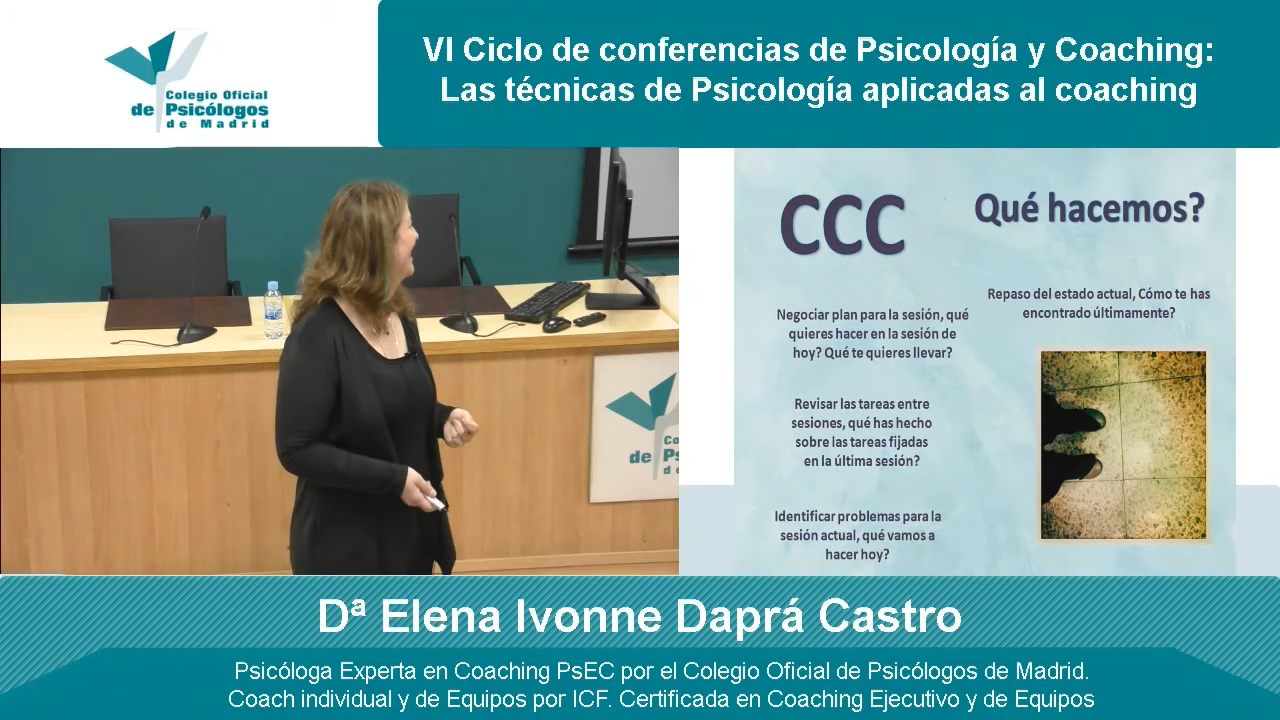 Colegio Oficial
de Psicólogos
de Madrid
VI Ciclo de conferencias de Psicología y Coaching:
Las técnicas de Psicología aplicadas al coaching
CCC
Qué hacemos?
Negociar plan para la sesión, qué
quieres hacer en la sesión de
hoy? Qué te quieres llevar?
Repaso del estado actual, Cómo te has
encontrado últimamente?
Revisar las tareas entre
sesiones, qué has hecho
sobre las tareas fijadas
en la última sesión?
Identificar problemas para la
sesión actual, qué vamos a
hacer hoy?
Dª Elena Ivonne Daprá Castro
Psicóloga Experta en Coaching PsEC por el Colegio Oficial de Psicólogos de Madrid.
Coach individual y de Equipos por ICF. Certificada en Coaching Ejecutivo y de Equipos